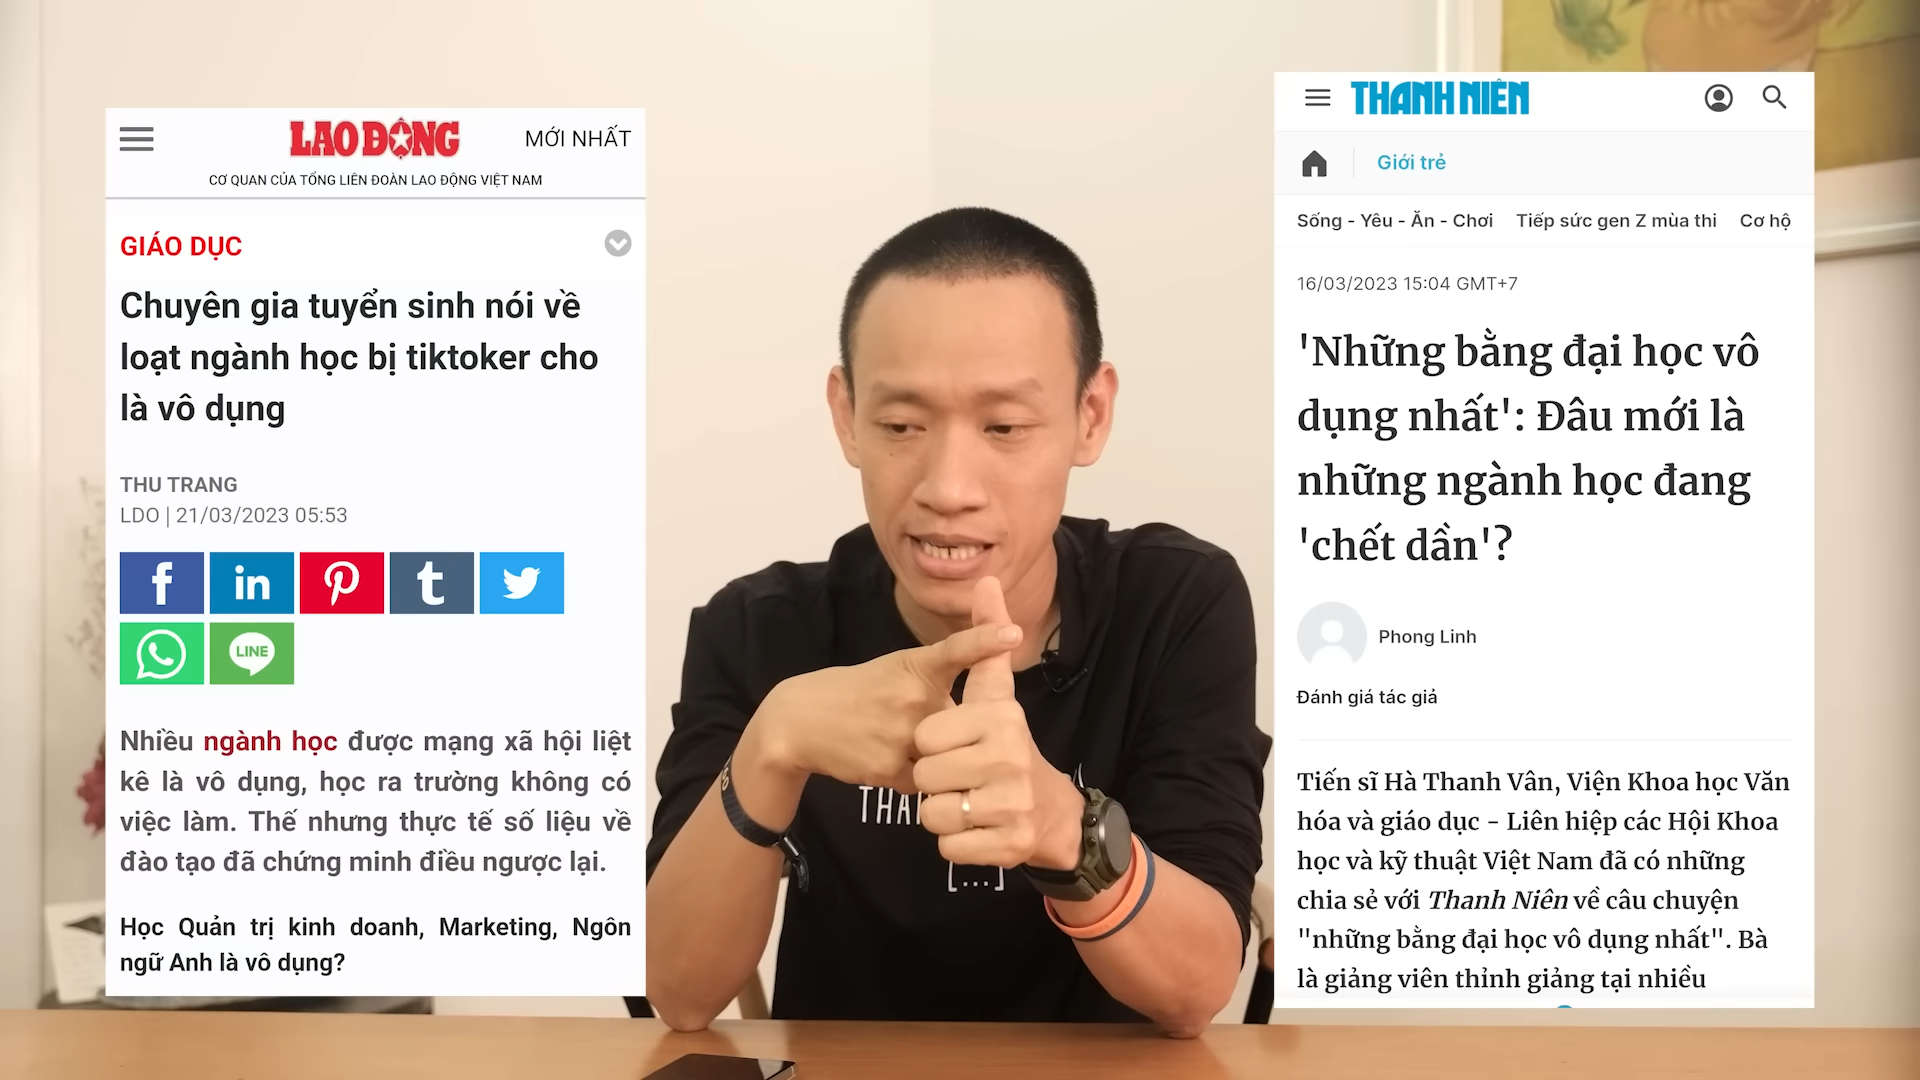 LAO ĐỘNG
MỚI NHẤT
CƠ QUAN CỦA TỔNG LIÊN ĐOÀN LAO ĐỘNG VIỆT NAM
GIÁO DỤC
Chuyên gia tuyển sinh nói về
loạt ngành học bị tiktoker cho
là vô dụng
THU TRANG
LDO | 21/03/2023 05:53
f in t
LINE
Nhiều ngành học được mạng xã hội liệt
kê là vô dụng, học ra trường không có
việc làm. Thế nhưng thực tế số liệu về
đào tạo đã chứng minh điều ngược lại.
Học Quản trị kinh doanh, Marketing, Ngôn
ngữ Anh là vô dụng?
[...]
THANH NIÊN
Giới trẻ
Sống - Yêu - Ăn - Chơi Tiếp sức gen Z mùa thi Cơ hộ
16/03/2023 15:04 GMT+7
'Những bằng đại học vô
dụng nhất': Đâu mới là
những ngành học đang
'chết dần'?
Phong Linh
Đánh giá tác giả
Tiến sĩ Hà Thanh Vân, Viện Khoa học Văn
hóa và giáo dục - Liên hiệp các Hội Khoa
học và kỹ thuật Việt Nam đã có những
chia sẻ với Thanh Niên về câu chuyện
"những bằng đại học vô dụng nhất". Bà
là giảng viên thỉnh giảng tại nhiều